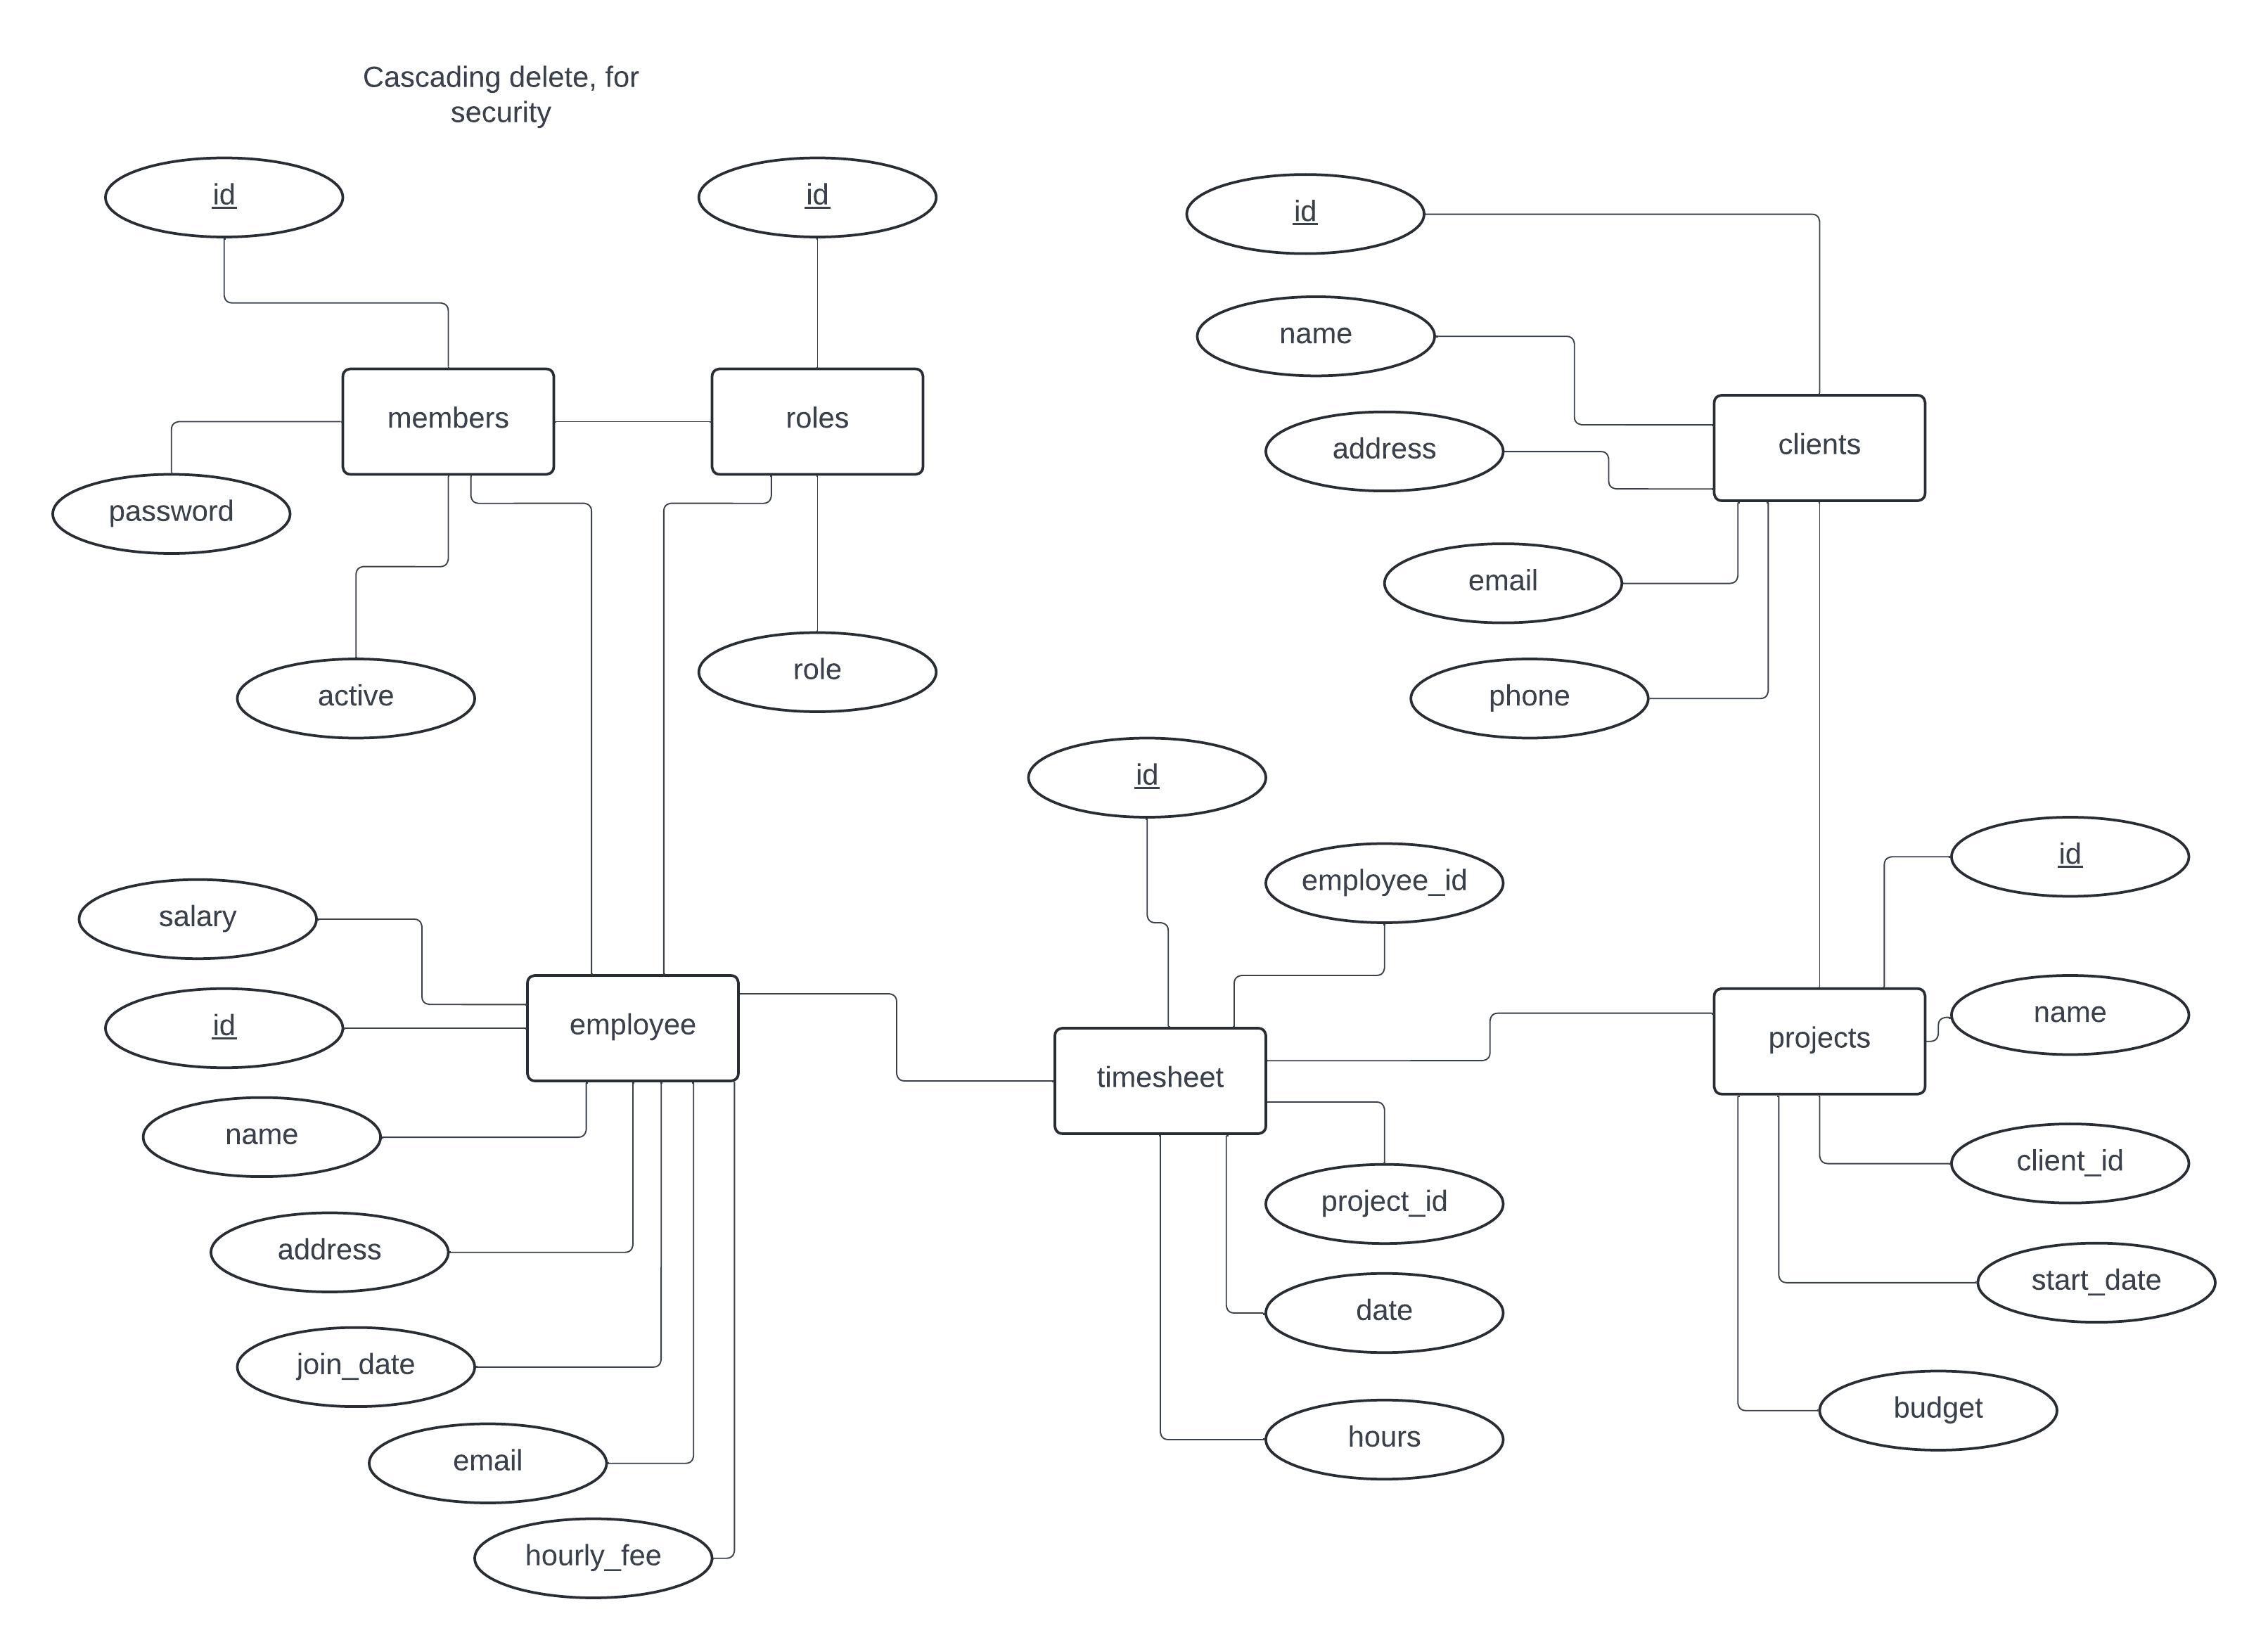 Cascading delete, for
security
id
id
id
name
members
roles
clients
address
password
email
role
active
phone
id
id
employee_id
salary
id
employee
name
projects
timesheet
name
client_id
project_id
address
start_date
date
join_date
budget
hours
email
hourly_fee